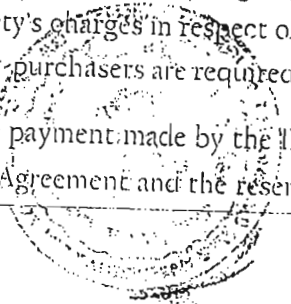 ty's charges in respect o
purchasers are required
payment made by the
Agreement and the reser